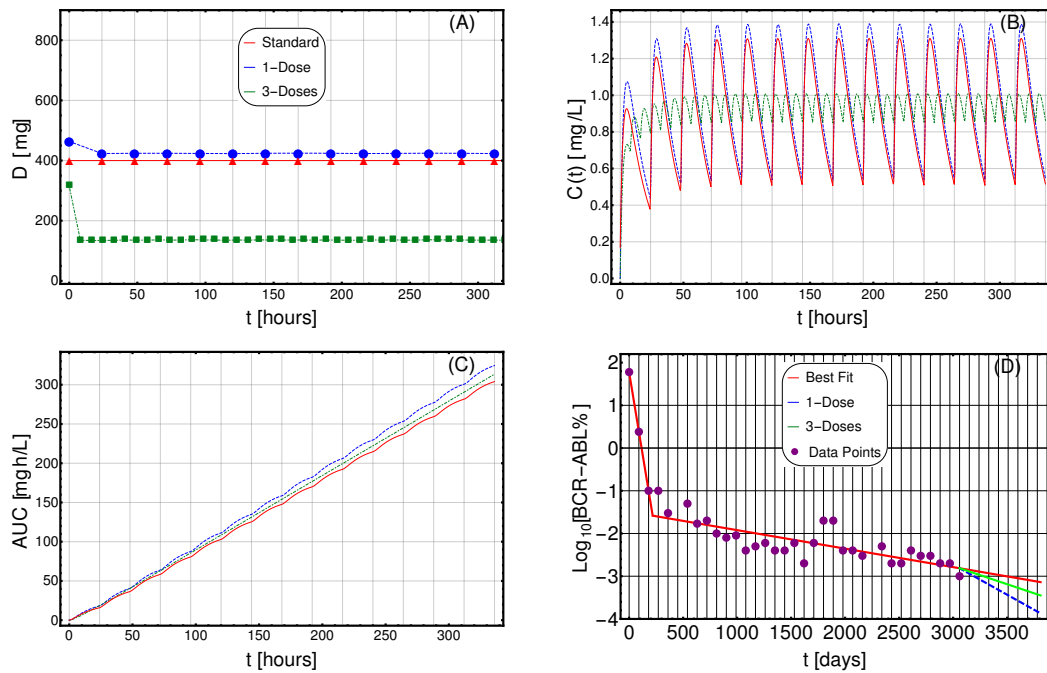 (A)
D [mg]
900
600
400
200
0
Standard
1−Dose
3−Doses
0 50 100 150 200 250 300
t [hours]
(B)
C(t) [mg/L]
1.4
1.2
1.0
0.8
0.6
0.4
0.2
0.0
0 50 100 150 200 250 300
t [hours]
(C)
AUC [mgh/L]
300
250
200
150
100
50
0
0 50 100 150 200 250 300
t [hours]
(D)
Log10[BCR−ABL%]
2
1
0
−1
−2
−3
−4
Best Fit
1−Dose
3−Doses
Data Points
0 500 1000 1500 2000 2500 3000 3500
t [days]